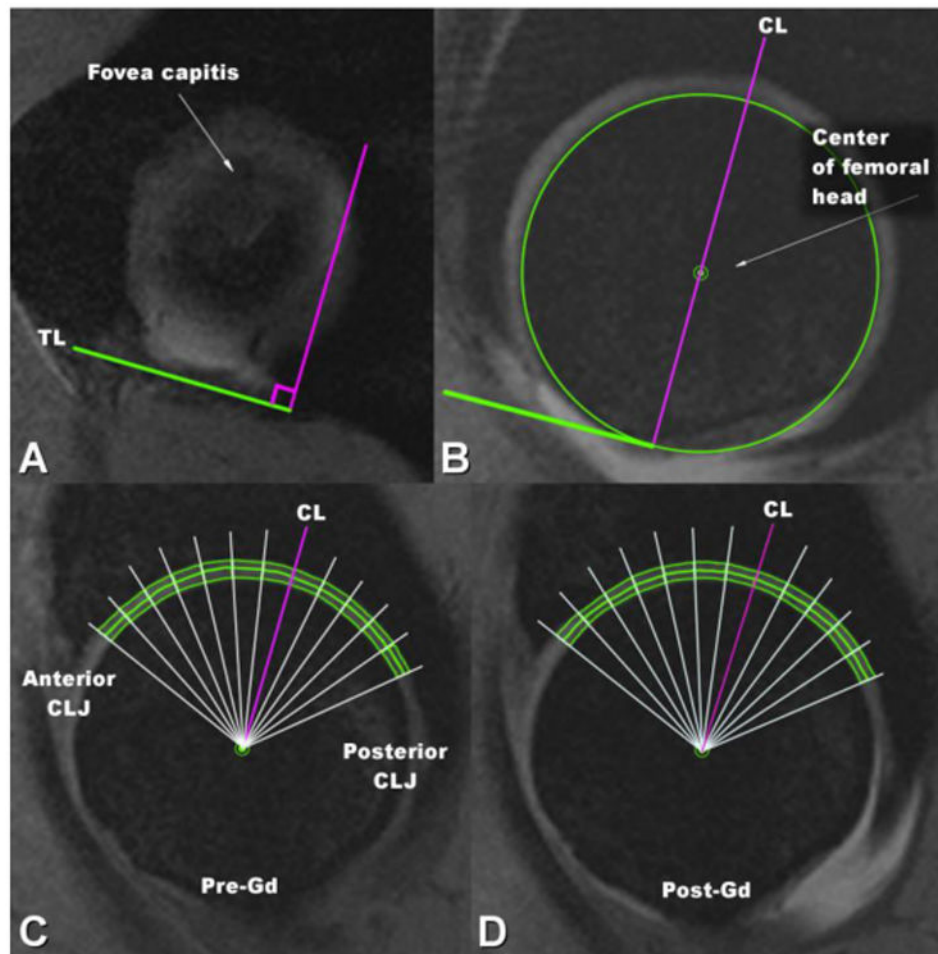 Fovea capitis
TL
A
CL
Center
of femoral
head
B
CL
Anterior
CLJ
Posterior
CLJ
Pre-Gd
C
CL
Post-Gd
D